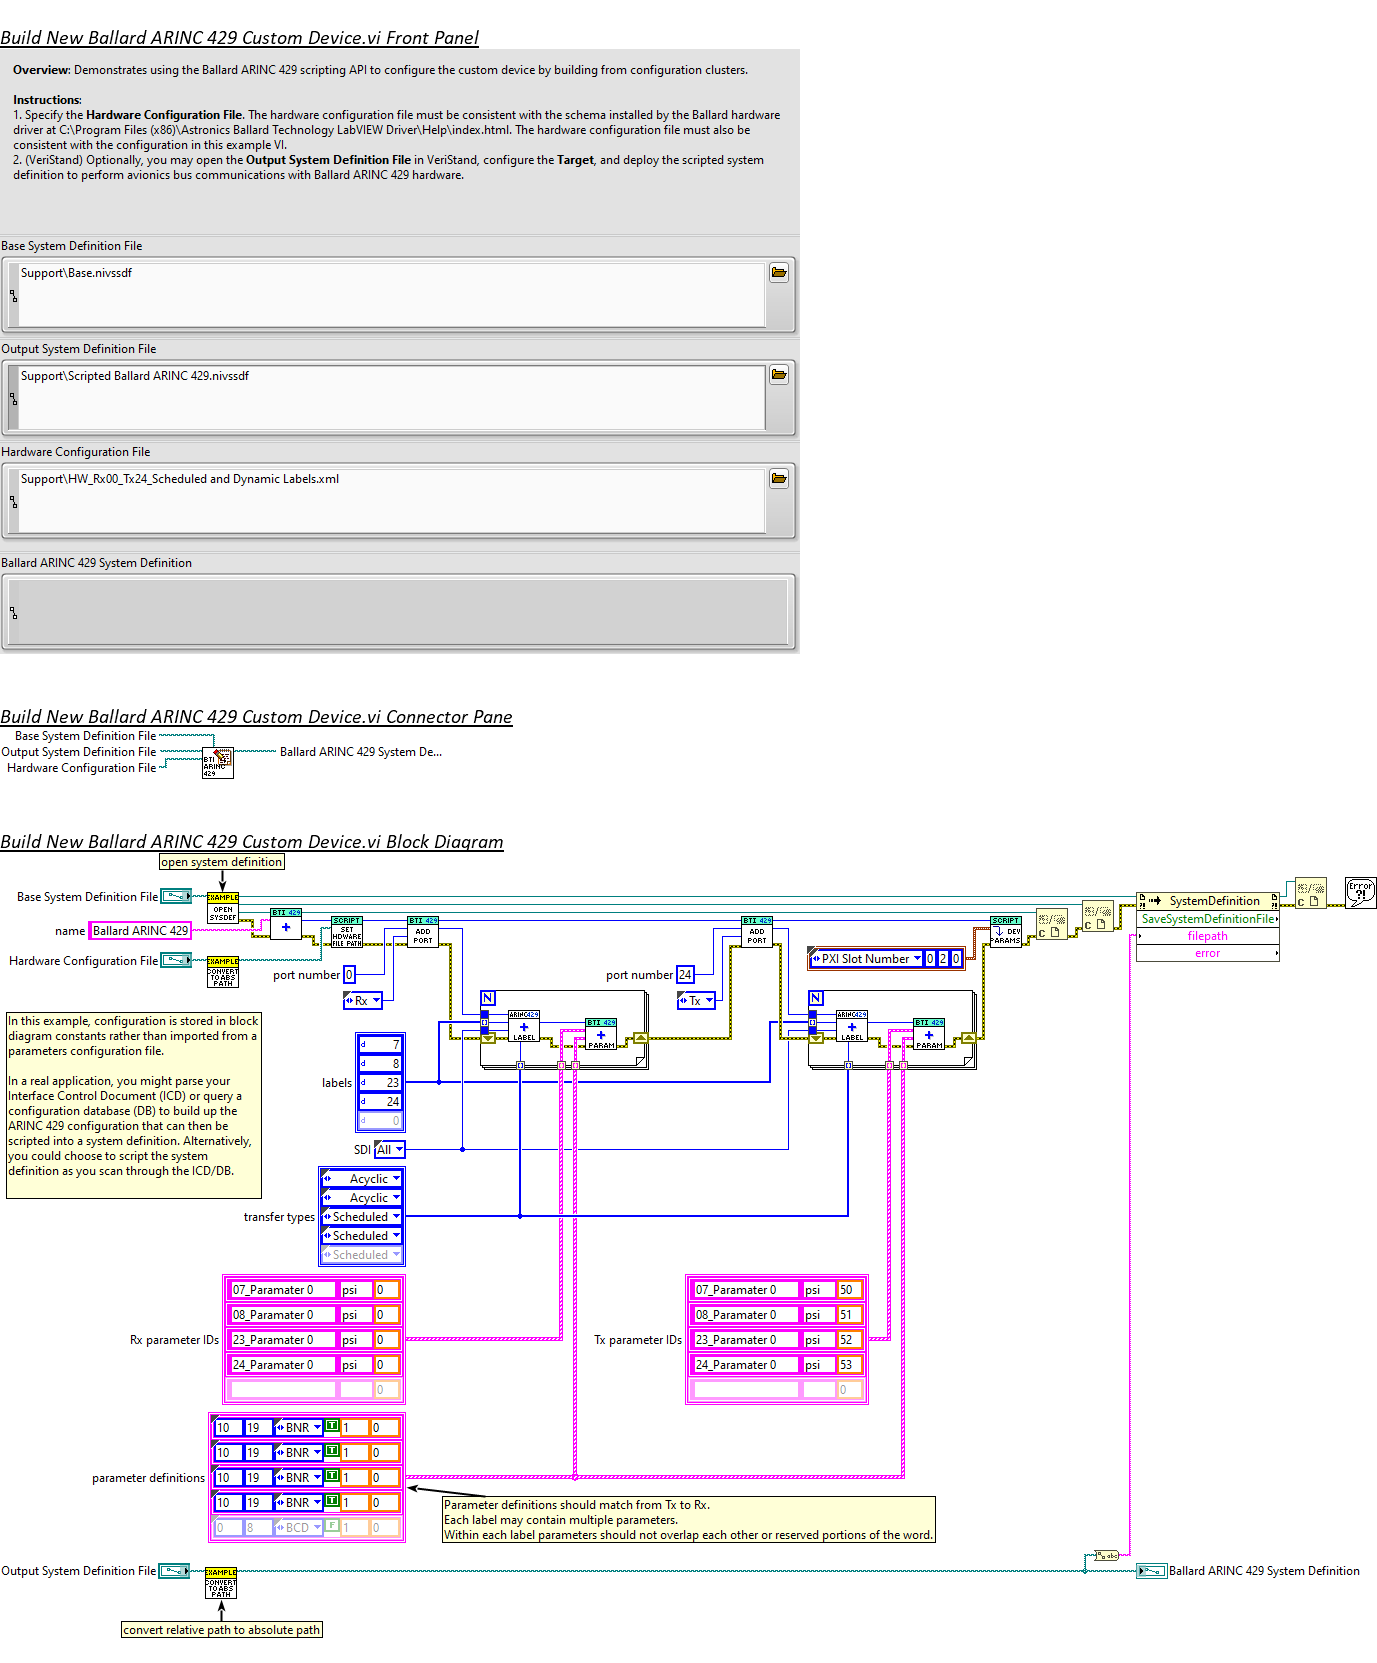 Build New Ballard ARINC 429 Custom Device.vi Front Panel
Overview: Demonstrates using the Ballard ARINC 429 scripting API to configure the custom device by building from configuration clusters.
Instructions:
1. Specify the Hardware Configuration File. The hardware configuration file must be consistent with the schema installed by the Ballard hardware
driver at C:\Program Files (x86)\Astronics Ballard Technology LabVIEW Driver\Help\index.html. The hardware configuration file must also be
consistent with the configuration in this example VI.
2. (VeriStand) Optionally, you may open the Output System Definition File in VeriStand, configure the Target, and deploy the scripted system
definition to perform avionics bus communications with Ballard ARINC 429 hardware.
Base System Definition File
Support\Base.nivssdf
Output System Definition File
Support\Scripted Ballard ARINC 429.nivssdf
Hardware Configuration File
Support\HW_Rx00_Tx24_Scheduled and Dynamic Labels.xml
Ballard ARINC 429 System Definition
Build New Ballard ARINC 429 Custom Device.vi Connector Pane
Base System Definition File
Output System Definition File
Hardware Configuration File
BTI
ARINC
429
Ballard ARINC 429 System De...
Build New Ballard ARINC 429 Custom Device.vi Block Diagram
open system definition
Base System Definition File
EXAMPLE
OPEN
SYSDEF
name
Ballard ARINC 429
BTI 429
SCRIPT
SET
HDWARE
FILE PATH
BTI 429
ADD
PORT
BTI 429
ADD
PORT
SCRIPT
DEV
PARAMS
SystemDefinition
SaveSystemDefinitionFile
filepath
error
Error
?!
Hardware Configuration File
EXAMPLE
CONVERT
TO ABS
PATH
port number 0
Rx
port number 24
Tx
PXI Slot Number 0 2 0
N
ARINC429
LABEL
BTI 429
PARAM
N
ARINC429
LABEL
BTI 429
PARAM
In this example, configuration is stored in block
diagram constants rather than imported from a
parameters configuration file.
In a real application, you might parse your
Interface Control Document (ICD) or query a
configuration database (DB) to build up the
ARINC 429 configuration that can then be
scripted into a system definition. Alternatively,
you could choose to script the system
definition as you scan through the ICD/DB.
labels
d 7
d 8
d 23
d 24
d 0
SDI All
transfer types
Acyclic
Acyclic
Scheduled
Scheduled
Scheduled
Rx parameter IDs
07_Paramater 0 psi 0
08_Paramater 0 psi 0
23_Paramater 0 psi 0
24_Paramater 0 psi 0
0
Tx parameter IDs
07_Paramater 0 psi 50
08_Paramater 0 psi 51
23_Paramater 0 psi 52
24_Paramater 0 psi 53
0
parameter definitions
10 19 BNR T 1 0
10 19 BNR T 1 0
10 19 BNR T 1 0
10 19 BNR T 1 0
0 8 BCD F 1 0
Parameter definitions should match from Tx to Rx.
Each label may contain multiple parameters.
Within each label parameters should not overlap each other or reserved portions of the word.
Output System Definition File
EXAMPLE
CONVERT
TO ABS
PATH
abc
Ballard ARINC 429 System Definition
convert relative path to absolute path